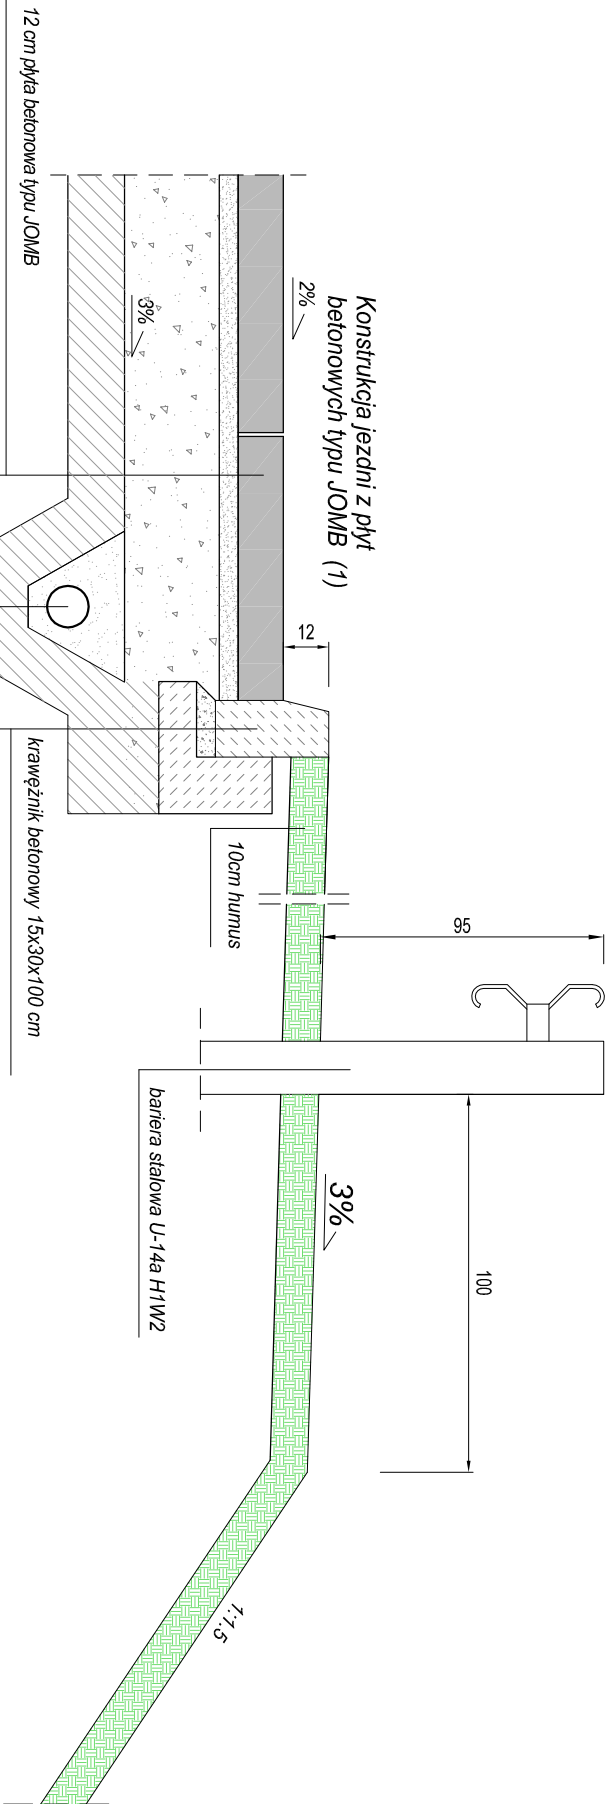 Konstrukcja jezdni z płyt
betonowych typu JOMB (1)
2%
3%
12
95
100
3%
1:1.5
10cm humus
bariera stalowa U-14a H1W2
krawężnik betonowy 15x30x100 cm
12 cm płyta betonowa typu JOMB